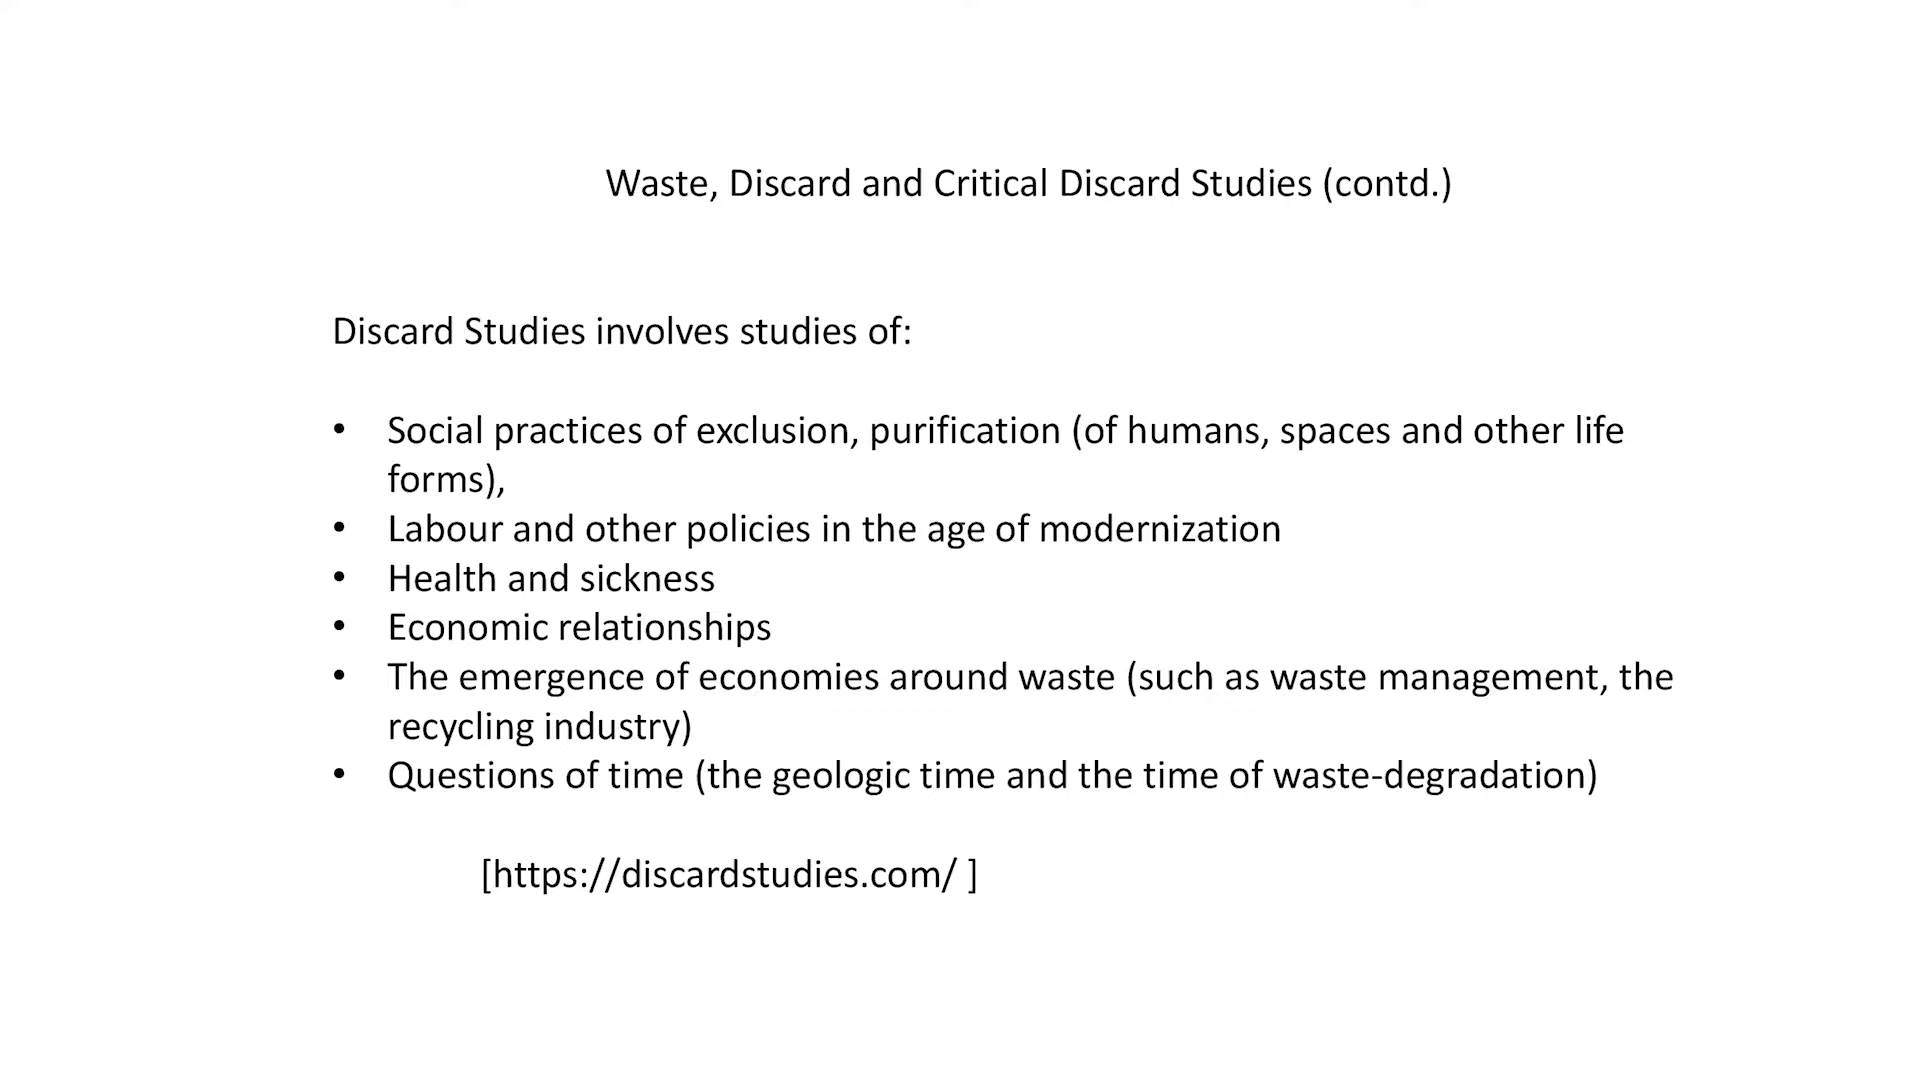 Waste, Discard and Critical Discard Studies (contd.)
Discard Studies involves studies of:
• Social practices of exclusion, purification (of humans, spaces and other life
forms),
• Labour and other policies in the age of modernization
• Health and sickness
• Economic relationships
• The emergence of economies around waste (such as waste management, the
recycling industry)
• Questions of time (the geologic time and the time of waste-degradation)
[https://discardstudies.com/ ]